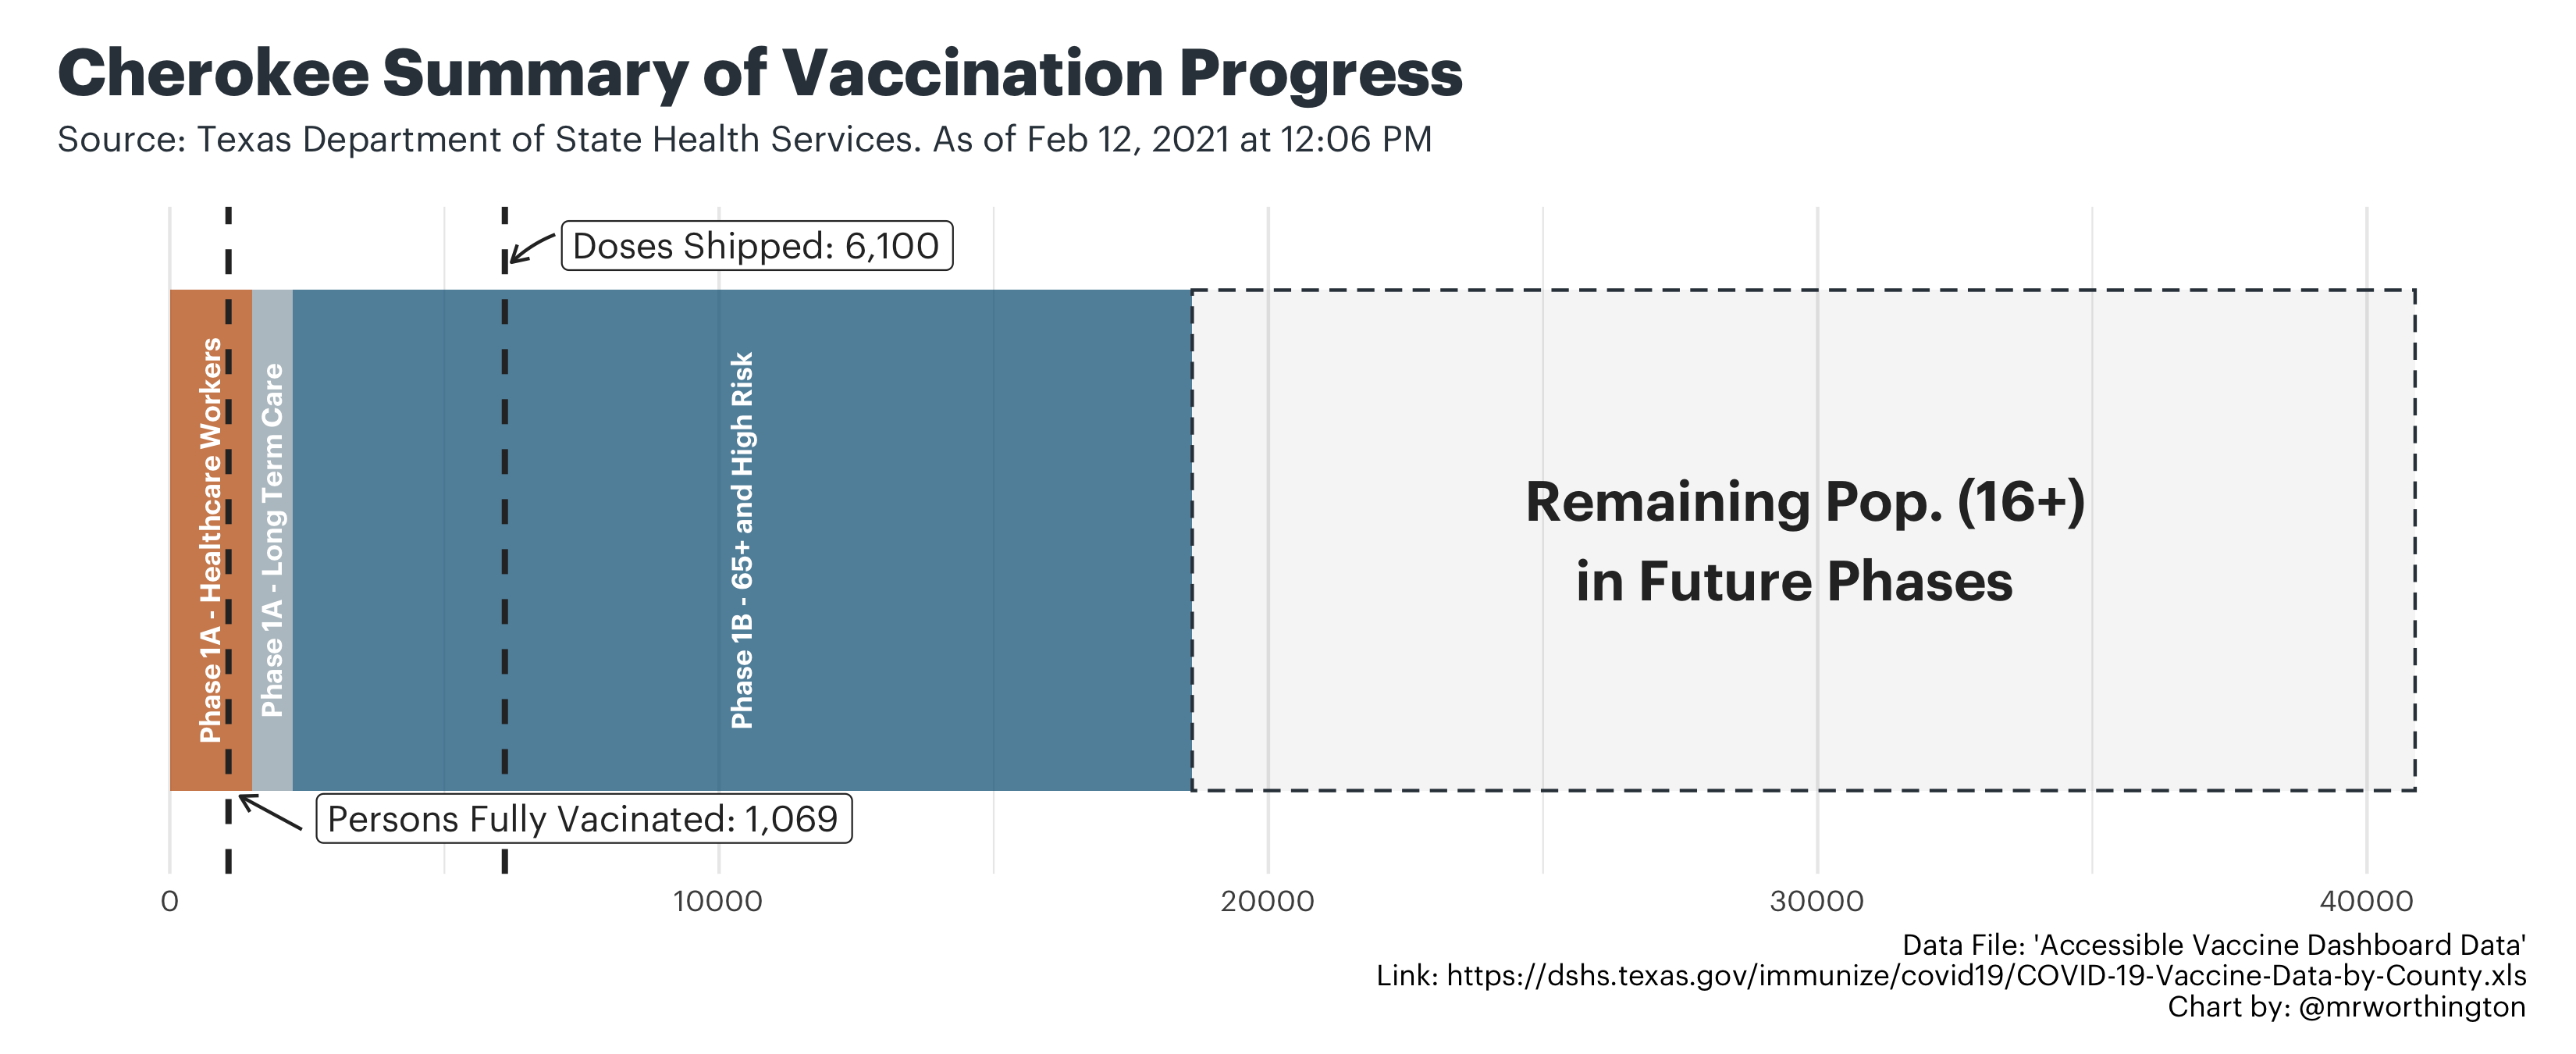 Cherokee Summary of Vaccination Progress
Source: Texas Department of State Health Services. As of Feb 12, 2021 at 12:06 PM
Doses Shipped: 6,100
Phase 1A - Healthcare Workers
Phase 1A - Long Term Care
Phase 1B - 65+ and High Risk
Remaining Pop. (16+)
in Future Phases
Persons Fully Vacinated: 1,069
0 10000 20000 30000 40000
Data File: 'Accessible Vaccine Dashboard Data'
Link: https://dshs.texas.gov/immunize/covid19/COVID-19-Vaccine-Data-by-County.xls
Chart by: @mrworthington